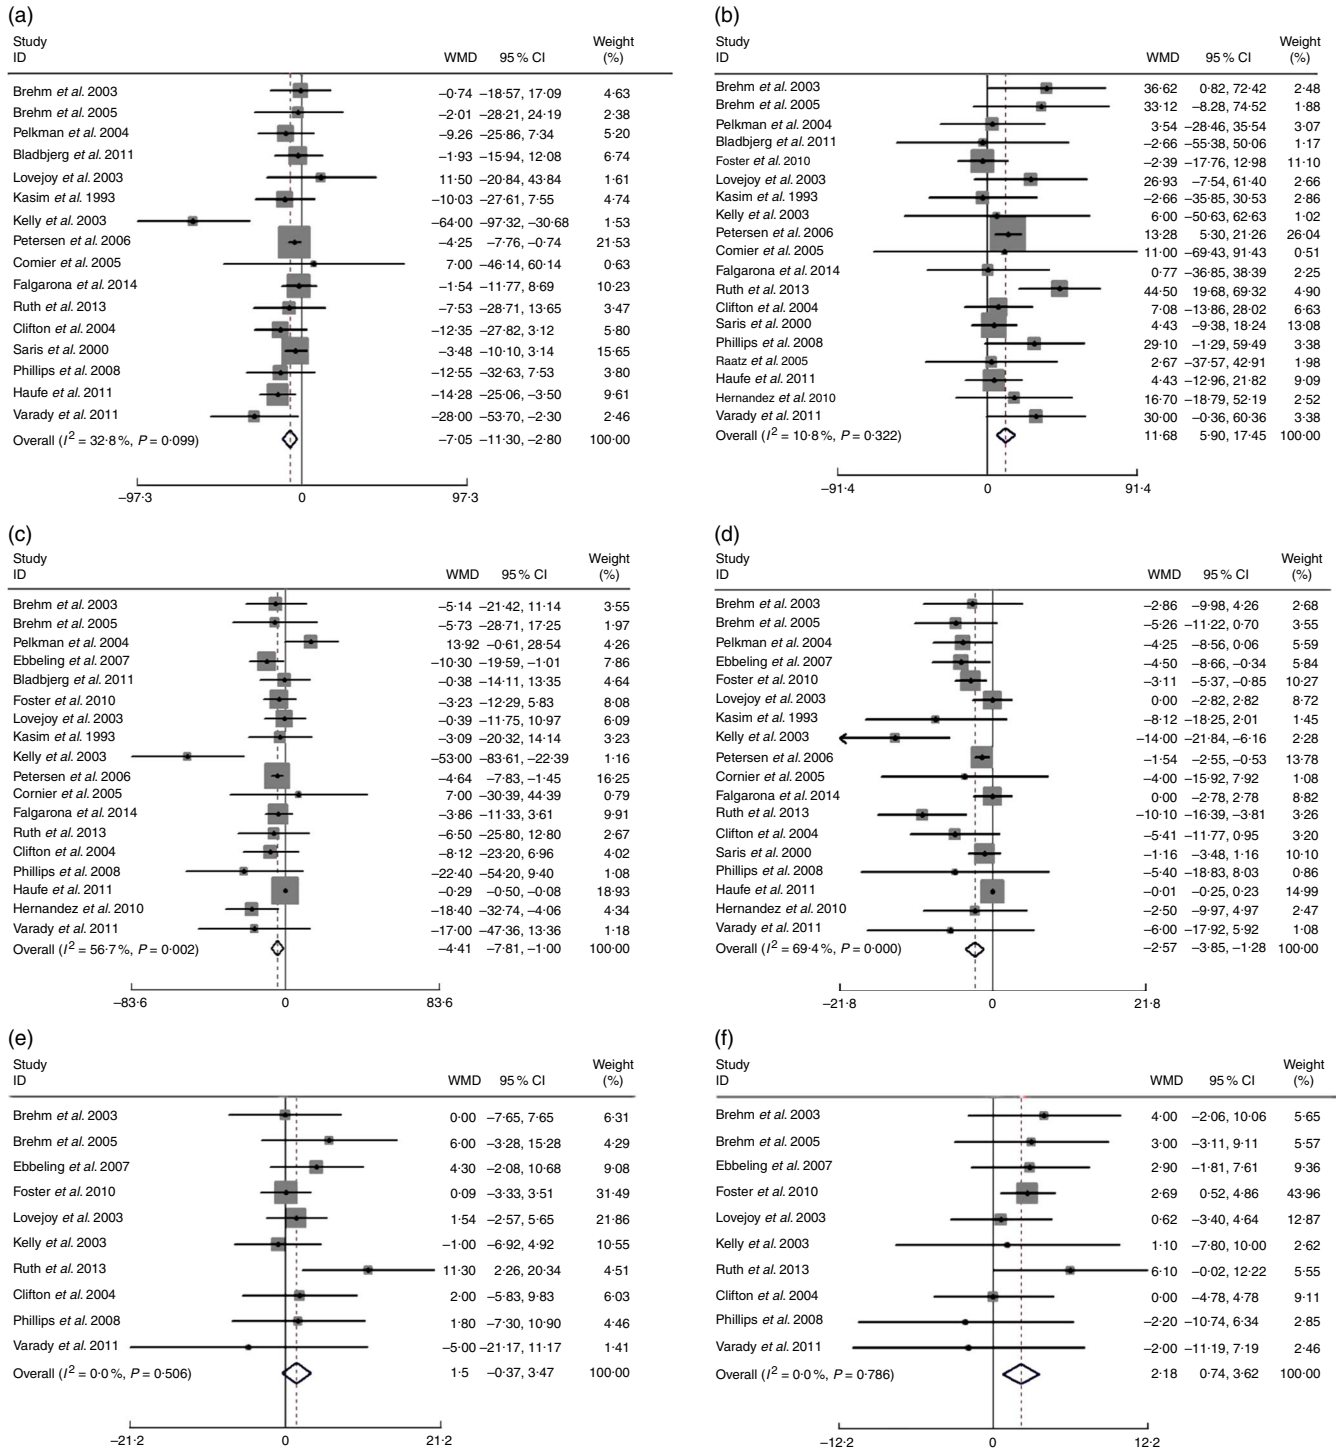 (a)
Study Weight
ID WMD 95 % CI (%)
Brehm et al. 2003 −0·74 −18·57, 17·09 4·63
Brehm et al. 2005 −2·01 −28·21, 24·19 2·38
Pelkman et al. 2004 −9·26 −25·86, 7·34 5·20
Bladbjerg et al. 2011 −1·93 −15·94, 12·08 6·74
Lovejoy et al. 2003 11·50 −20·84, 43·84 1·61
Kasim et al. 1993 −10·03 −27·61, 7·55 4·74
Kelly et al. 2003 −64·00 −97·32, −30·68 1·53
Petersen et al. 2006 −4·25 −7·76, −0·74 21·53
Comier et al. 2005 7·00 −46·14, 60·14 0·63
Falgarona et al. 2014 −1·54 −11·77, 8·69 10·23
Ruth et al. 2013 −7·53 −28·71, 13·65 3·47
Clifton et al. 2004 −12·35 −27·82, 3·12 5·80
Saris et al. 2000 −3·48 −10·10, 3·14 15·65
Phillips et al. 2008 −12·55 −32·63, 7·53 3·80
Haufe et al. 2011 −14·28 −25·06, −3·50 9·61
Varady et al. 2011 −28·00 −53·70, −2·30 2·46
Overall (I2 = 32·8 %, P = 0·099) −7·05 −11·30, −2·80 100·00
−97·3 0 97·3
(b)
Study Weight
ID WMD 95 % CI (%)
Brehm et al. 2003 36·62 0·82, 72·42 2·48
Brehm et al. 2005 33·12 −8·28, 74·52 1·88
Pelkman et al. 2004 3·54 −28·46, 35·54 3·07
Bladbjerg et al. 2011 −2·66 −55·38, 50·06 1·17
Foster et al. 2010 −2·39 −17·76, 12·98 11·10
Lovejoy et al. 2003 26·93 −7·54, 61·40 2·66
Kasim et al. 1993 −2·66 −35·85, 30·53 2·86
Kelly et al. 2003 6·00 −50·63, 62·63 1·02
Petersen et al. 2006 13·28 5·30, 21·26 26·04
Comier et al. 2005 11·00 −69·43, 91·43 0·51
Falgarona et al. 2014 0·77 −36·85, 38·39 2·25
Ruth et al. 2013 44·50 19·68, 69·32 4·90
Clifton et al. 2004 7·08 −13·86, 28·02 6·63
Saris et al. 2000 4·43 −9·38, 18·24 13·08
Phillips et al. 2008 29·10 −1·29, 59·49 3·38
Raatz et al. 2005 2·67 −37·57, 42·91 1·98
Haufe et al. 2011 4·43 −12·96, 21·82 9·09
Hernandez et al. 2010 16·70 −18·79, 52·19 2·52
Varady et al. 2011 30·00 −0·36, 60·36 3·38
Overall (I2 = 10·8 %, P = 0·322) 11·68 5·90, 17·45 100·00
−91·4 0 91·4
(c)
Study Weight
ID WMD 95 % CI (%)
Brehm et al. 2003 −5·14 −21·42, 11·14 3·55
Brehm et al. 2005 −5·73 −28·71, 17·25 1·97
Pelkman et al. 2004 13·92 −0·61, 28·54 4·26
Ebbeling et al. 2007 −10·30 −19·59, −1·01 7·86
Bladbjerg et al. 2011 −0·38 −14·11, 13·35 4·64
Foster et al. 2010 −3·23 −12·29, 5·83 8·08
Lovejoy et al. 2003 −0·39 −11·75, 10·97 6·09
Kasim et al. 1993 −3·09 −20·32, 14·14 3·23
Kelly et al. 2003 −53·00 −83·61, −22·39 1·16
Petersen et al. 2006 −4·64 −7·83, −1·45 16·25
Cornier et al. 2005 7·00 −30·39, 44·39 0·79
Falgarona et al. 2014 −3·86 −11·33, 3·61 9·91
Ruth et al. 2013 −6·50 −25·80, 12·80 2·67
Clifton et al. 2004 −8·12 −23·20, 6·96 4·02
Phillips et al. 2008 −22·40 −54·20, 9·40 1·08
Haufe et al. 2011 −0·29 −0·50, −0·08 18·93
Hernandez et al. 2010 −18·40 −32·74, −4·06 4·34
Varady et al. 2011 −17·00 −47·36, 13·36 1·18
Overall (I2 = 56·7 %, P = 0·002) −4·41 −7·81, −1·00 100·00
−83·6 0 83·6
(d)
Study Weight
ID WMD 95 % CI (%)
Brehm et al. 2003 −2·86 −9·98, 4·26 2·68
Brehm et al. 2005 −5·26 −11·22, 0·70 3·55
Pelkman et al. 2004 −4·25 −8·56, 0·06 5·59
Ebbeling et al. 2007 −4·50 −8·66, −0·34 5·84
Foster et al. 2010 −3·11 −5·37, −0·85 10·27
Lovejoy et al. 2003 0·00 −2·82, 2·82 8·72
Kasim et al. 1993 −8·12 −18·25, 2·01 1·45
Kelly et al. 2003 −14·00 −21·84, −6·16 2·28
Petersen et al. 2006 −1·54 −2·55, −0·53 13·78
Cornier et al. 2005 −4·00 −15·92, 7·92 1·08
Falgarona et al. 2014 0·00 −2·78, 2·78 8·82
Ruth et al. 2013 −10·10 −16·39, −3·81 3·26
Clifton et al. 2004 −5·41 −11·77, 0·95 3·20
Saris et al. 2000 −1·16 −3·48, 1·16 10·10
Phillips et al. 2008 −5·40 −18·83, 8·03 0·86
Haufe et al. 2011 −0·01 −0·25, 0·23 14·99
Hernandez et al. 2010 −2·50 −9·97, 4·97 2·47
Varady et al. 2011 −6·00 −17·92, 5·92 1·08
Overall (I2 = 69·4 %, P = 0·000) −2·57 −3·85, −1·28 100·00
−21·8 0 21·8
(e)
Study Weight
ID WMD 95 % CI (%)
Brehm et al. 2003 0·00 −7·65, 7·65 6·31
Brehm et al. 2005 6·00 −3·28, 15·28 4·29
Ebbeling et al. 2007 4·30 −2·08, 10·68 9·08
Foster et al. 2010 0·09 −3·33, 3·51 31·49
Lovejoy et al. 2003 1·54 −2·57, 5·65 21·86
Kelly et al. 2003 −1·00 −6·92, 4·92 10·55
Ruth et al. 2013 11·30 2·26, 20·34 4·51
Clifton et al. 2004 2·00 −5·83, 9·83 6·03
Phillips et al. 2008 1·80 −7·30, 10·90 4·46
Varady et al. 2011 −5·00 −21·17, 11·17 1·41
Overall (I2 = 0·0 %, P = 0·506) 1·5 −0·37, 3·47 100·00
−21·2 0 21·2
(f)
Study Weight
ID WMD 95 % CI (%)
Brehm et al. 2003 4·00 −2·06, 10·06 5·65
Brehm et al. 2005 3·00 −3·11, 9·11 5·57
Ebbeling et al. 2007 2·90 −1·81, 7·61 9·36
Foster et al. 2010 2·69 0·52, 4·86 43·96
Lovejoy et al. 2003 0·62 −3·40, 4·64 12·87
Kelly et al. 2003 1·10 −7·80, 10·00 2·62
Ruth et al. 2013 6·10 −0·02, 12·22 5·55
Clifton et al. 2004 0·00 −4·78, 4·78 9·11
Phillips et al. 2008 −2·20 −10·74, 6·34 2·85
Varady et al. 2011 −2·00 −11·19, 7·19 2·46
Overall (I2 = 0·0 %, P = 0·786) 2·18 0·74, 3·62 100·00
−12·2 0 12·2